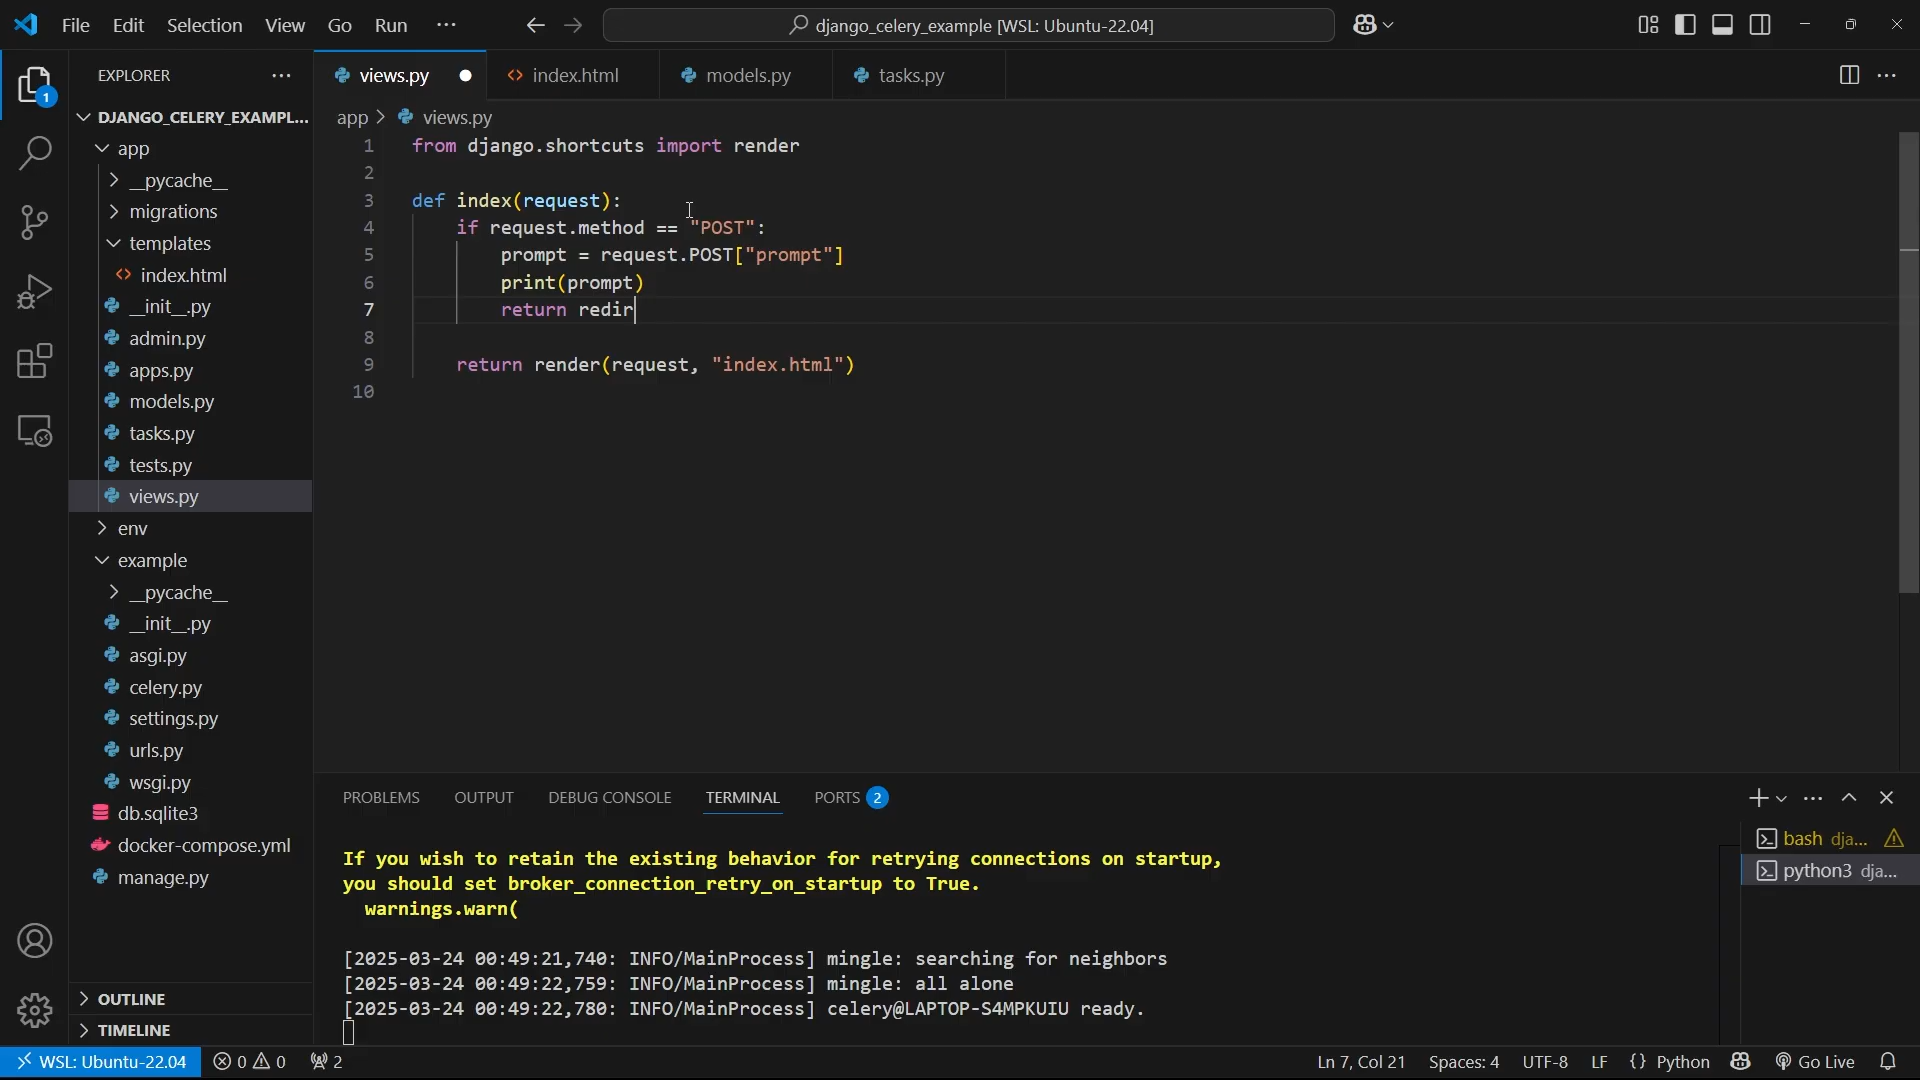 File Edit Selection View Go Run ···
django_celery_example [WSL: Ubuntu-22.04]
EXPLORER
1
views.py
index.html
models.py
tasks.py
DJANGO_CELERY_EXAMPL...
app
__pycache__
migrations
templates
index.html
__init__.py
admin.py
apps.py
models.py
tasks.py
tests.py
views.py
env
example
__pycache__
__init__.py
asgi.py
celery.py
settings.py
urls.py
wsgi.py
db.sqlite3
docker-compose.yml
manage.py
OUTLINE
TIMELINE
app > views.py
1 from django.shortcuts import render
2
3 def index(request):
4     if request.method == "POST":
5         prompt = request.POST["prompt"]
6         print(prompt)
7         return redir
8
9     return render(request, "index.html")
10
PROBLEMS OUTPUT DEBUG CONSOLE TERMINAL PORTS 2
If you wish to retain the existing behavior for retrying connections on startup,
you should set broker_connection_retry_on_startup to True.
  warnings.warn(
[2025-03-24 00:49:21,740: INFO/MainProcess] mingle: searching for neighbors
[2025-03-24 00:49:22,759: INFO/MainProcess] mingle: all alone
[2025-03-24 00:49:22,780: INFO/MainProcess] celery@LAPTOP-S4MPKUIU ready.
bash dja...
python3 dja...
WSL: Ubuntu-22.04 0 0 2 Ln 7, Col 21 Spaces: 4 UTF-8 LF {} Python Go Live